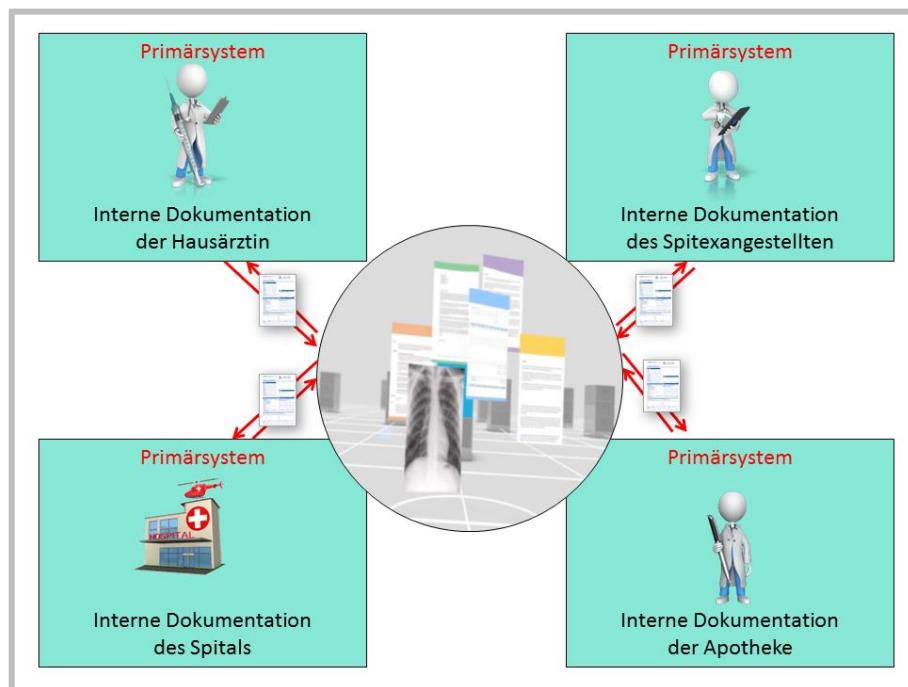 Primärsystem
Interne Dokumentation
der Hausärztin
Primärsystem
Interne Dokumentation
des Spitexangestellten
Primärsystem
HOSPITAL
Interne Dokumentation
des Spitals
Primärsystem
Interne Dokumentation
der Apotheke